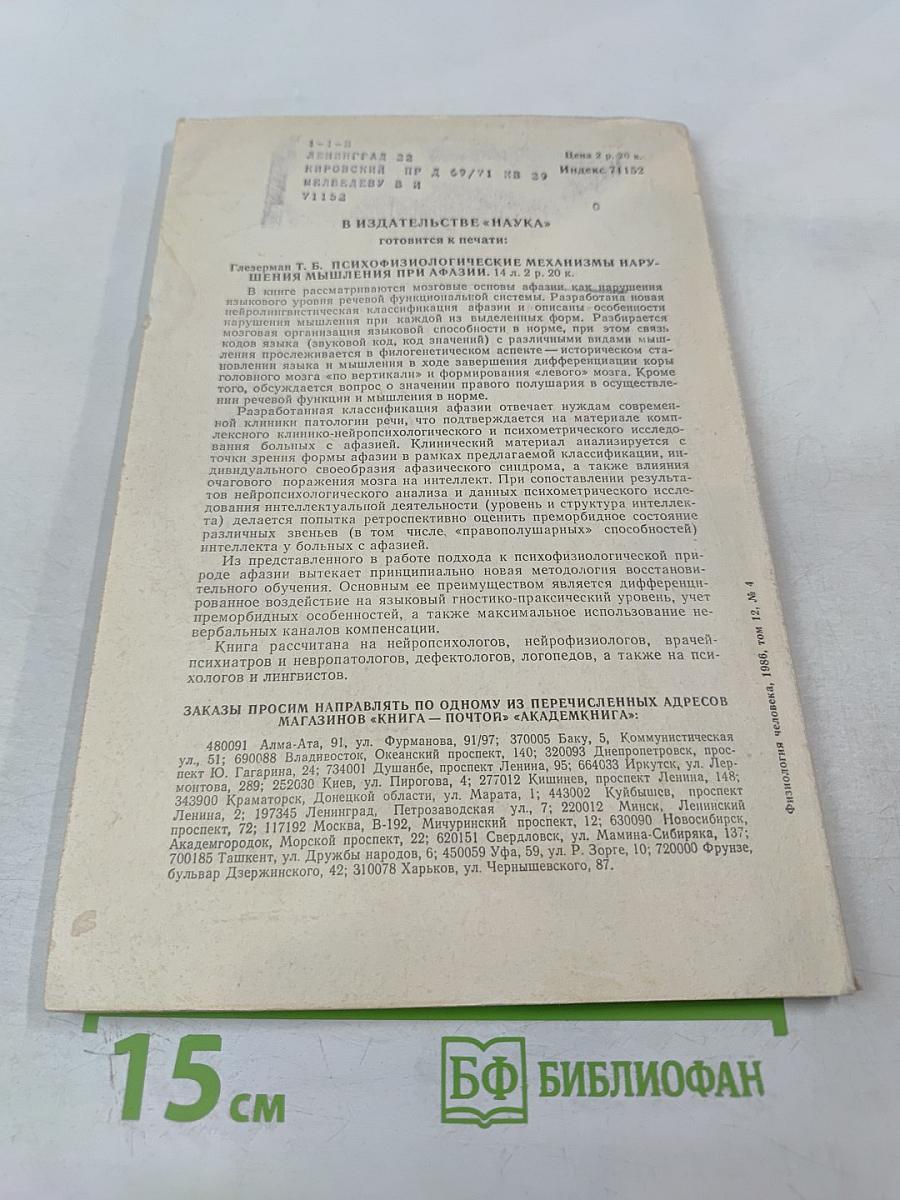 1-1-8
ЛЕНИНГРАД 22
КИРОВСКИЙ ПР Д 69/71 КВ 39
МЕДВЕДЕВУ В И
71152
Цена 2 р. 20 к.
Индекс 71152
0
В ИЗДАТЕЛЬСТВЕ «НАУКА»
готовится к печати:
Глезерман Т. Б. ПСИХОФИЗИОЛОГИЧЕСКИЕ МЕХАНИЗМЫ НАРУ-
ШЕНИЯ МЫШЛЕНИЯ ПРИ АФАЗИИ. 14 л. 2 р. 20 к.
В книге рассматриваются мозговые основы афазии как нарушения
языкового уровня речевой функциональной системы. Разработана новая
нейролингвистическая классификация афазии и описаны особенности
нарушения мышления при каждой из выделенных форм. Разбирается
мозговая организация языковой способности в норме, при этом связь
кодов языка (звуковой код, код значений) с различными видами мыш-
ления прослеживается в филогенетическом аспекте — историческом ста-
новлении языка и мышления в ходе завершения дифференциации коры
головного мозга «по вертикали» и формирования «левого» мозга. Кроме
того, обсуждается вопрос о значении правого полушария в осуществле-
нии речевой функции и мышления в норме.
Разработанная классификация афазии отвечает нуждам современ-
ной клиники патологии речи, что подтверждается на материале комп-
лексного клинико-нейропсихологического и психометрического исследо-
вания больных с афазией. Клинический материал анализируется с
точки зрения формы афазии в рамках предлагаемой классификации, ин-
дивидуального своеобразия афазического синдрома, а также влияния
очагового поражения мозга на интеллект. При сопоставлении результа-
тов нейропсихологического анализа и данных психометрического иссле-
дования интеллектуальной деятельности (уровень и структура интеллек-
та) делается попытка ретроспективно оценить преморбидное состояние
различных звеньев (в том числе «правополушарных» способностей)
интеллекта у больных с афазией.
Из представленного в работе подхода к психофизиологической при-
роде афазии вытекает принципиально новая методология восстанови-
тельного обучения. Основным ее преимуществом является дифференци-
рованное воздействие на языковый гностико-праксический уровень, учет
преморбидных особенностей, а также максимальное использование не-
вербальных каналов компенсации.
Книга рассчитана на нейропсихологов, нейрофизиологов, врачей-
психиатров и невропатологов, дефектологов, логопедов, а также на пси-
хологов и лингвистов.
ЗАКАЗЫ ПРОСИМ НАПРАВЛЯТЬ ПО ОДНОМУ ИЗ ПЕРЕЧИСЛЕННЫХ АДРЕСОВ
МАГАЗИНОВ «КНИГА — ПОЧТОЙ» «АКАДЕМКНИГА»:
480091 Алма-Ата, 91, ул. Фурманова, 91/97; 370005 Баку, 5, Коммунистическая
ул., 51; 690088 Владивосток, Океанский проспект, 140; 320093 Днепропетровск, прос-
пект Ю. Гагарина, 24; 734001 Душанбе, проспект Ленина, 95; 664033 Иркутск, ул. Лер-
монтова, 289; 252030 Киев, ул. Пирогова, 4; 277012 Кишинев, проспект Ленина, 148;
343900 Краматорск, Донецкой области, ул. Марата, 1; 443002 Куйбышев, проспект
Ленина, 2; 197345 Ленинград, Петрозаводская ул., 7; 220012 Минск, Ленинский
проспект, 72; 117192 Москва, В-192, Мичуринский проспект, 12; 630090 Новосибирск,
Академгородок, Морской проспект, 22; 620151 Свердловск, ул. Мамина-Сибиряка, 137;
700185 Ташкент, ул. Дружбы народов, 6; 450059 Уфа, 59, ул. Р. Зорге, 10; 720000 Фрунзе,
бульвар Дзержинского, 42; 310078 Харьков, ул. Чернышевского, 87.
Физиология человека, 1986, том 12, № 4
15 см
БФ БИБЛИОФАН